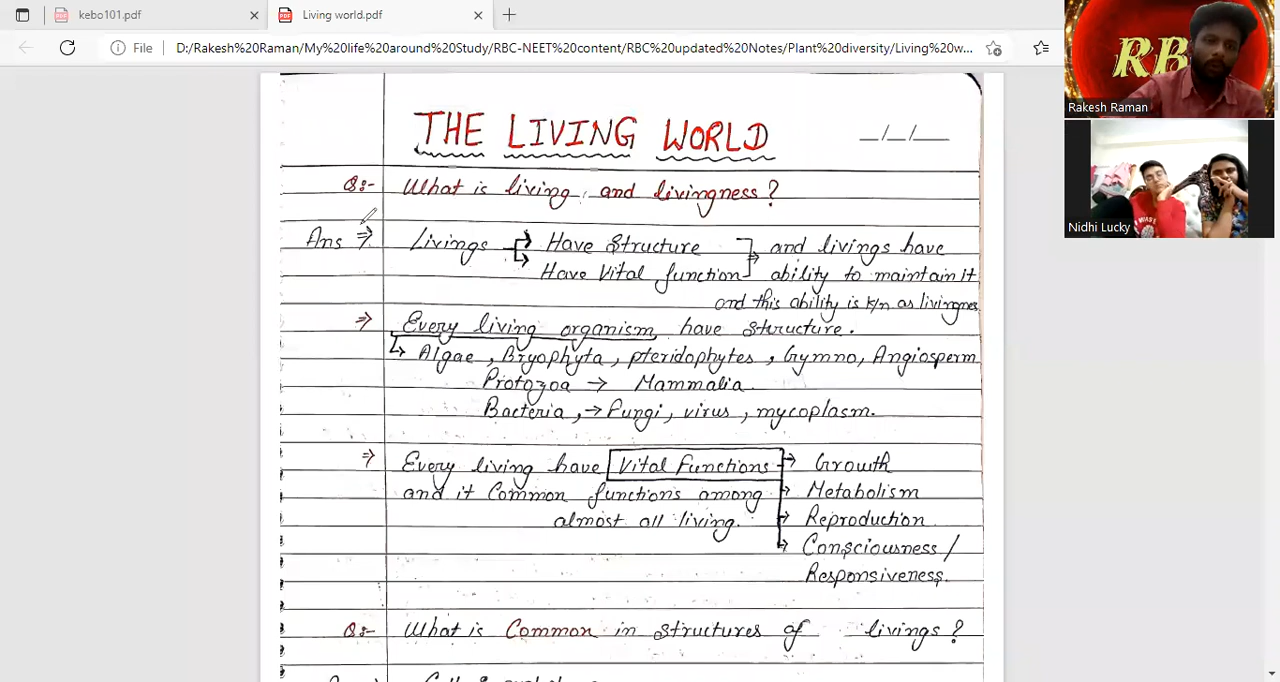 kebo101.pdf
Living world.pdf
File
D:/Rakesh%20Raman/My%20life%20around%20Study/RBC-NEET%20content/RBC%20updated%20Notes/Plant%20diversity/Living%20w...
RB
Rakesh Raman
Nidhi Lucky
THE LIVING WORLD _/_/__
Q:- What is living and livingness?
Ans ⇒ Livings → Have Structure and livings have
→ Have Vital function ability to maintain it
and this ability is k/n as livingnes
⇒ Every living organism have structure.
↳ Algae, Bryophyta, pteridophytes, Gymno, Angiosperm
Protozoa → Mammalia
Bacteria, → Fungi, virus, mycoplasm.
⇒ Every living have Vital Functions → Growth
and it Common functions among → Metabolism
almost all living. → Reproduction
→ Consciousness/
Responsiveness.
Q:- What is Common in structures of livings?